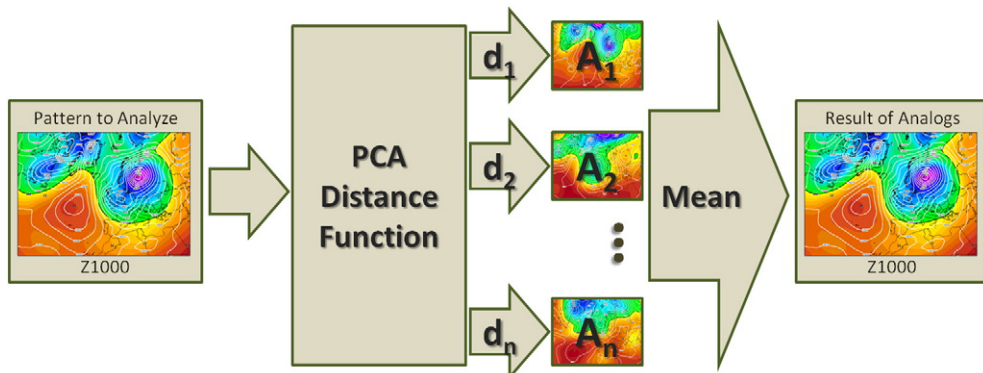 Pattern to Analyze
Z1000
PCA
Distance
Function
d1
A1
d2
A2
dn
An
Mean
Result of Analogs
Z1000